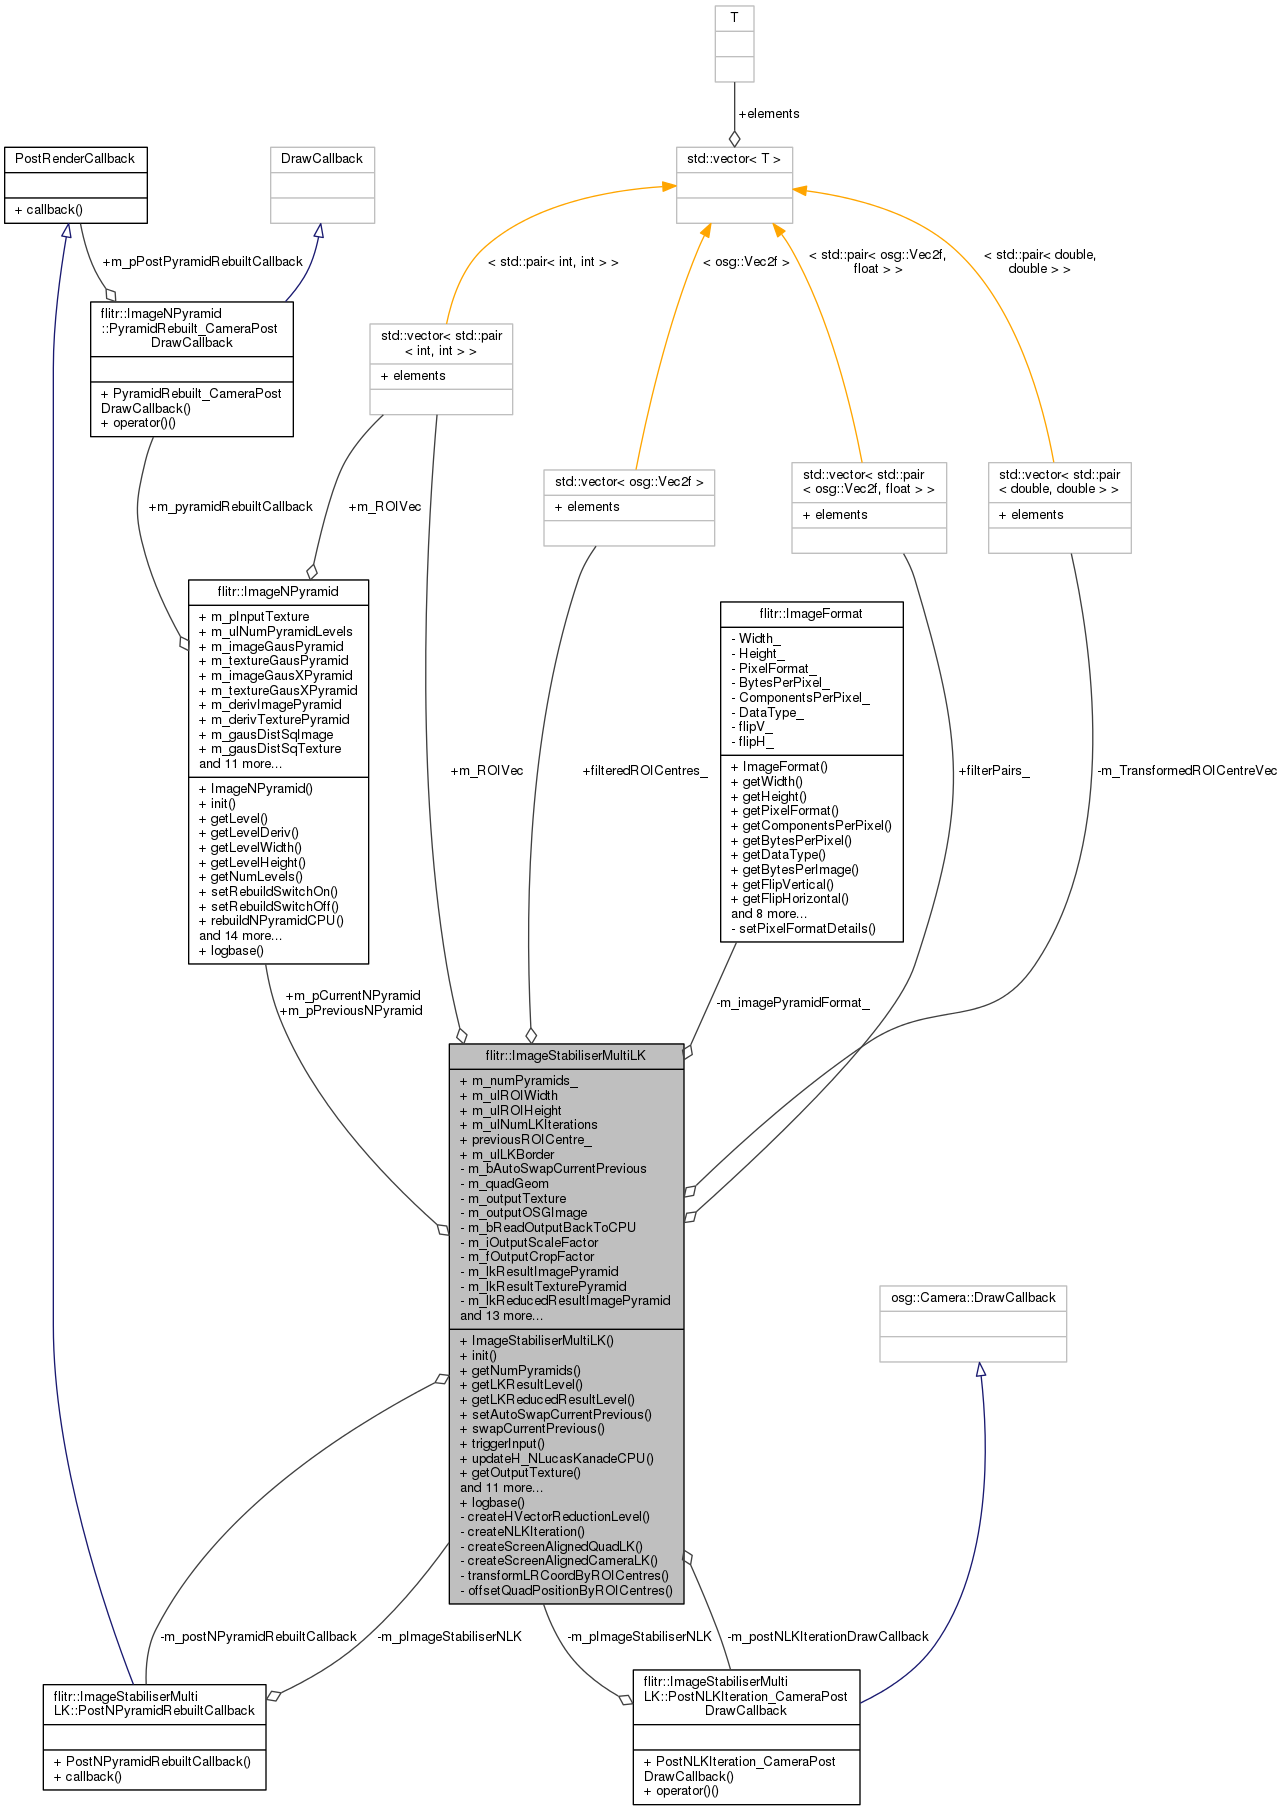 T
+elements
PostRenderCallback
+ callback()
DrawCallback
std::vector< T >
+m_pPostPyramidRebuiltCallback
< std::pair< int, int > >
< osg::Vec2f >
< std::pair< osg::Vec2f,
float > >
< std::pair< double,
double > >
flitr::ImageNPyramid
::PyramidRebuilt_CameraPost
DrawCallback
+ PyramidRebuilt_CameraPost
DrawCallback()
+ operator()()
std::vector< std::pair
< int, int > >
+ elements
std::vector< osg::Vec2f >
+ elements
std::vector< std::pair
< osg::Vec2f, float > >
+ elements
std::vector< std::pair
< double, double > >
+ elements
+m_pyramidRebuiltCallback
+m_ROIVec
flitr::ImageNPyramid
+ m_pInputTexture
+ m_ulNumPyramidLevels
+ m_imageGausPyramid
+ m_textureGausPyramid
+ m_imageGausXPyramid
+ m_textureGausXPyramid
+ m_derivImagePyramid
+ m_derivTexturePyramid
+ m_gausDistSqImage
+ m_gausDistSqTexture
and 11 more...
+ ImageNPyramid()
+ init()
+ getLevel()
+ getLevelDeriv()
+ getLevelWidth()
+ getLevelHeight()
+ getNumLevels()
+ setRebuildSwitchOn()
+ setRebuildSwitchOff()
+ rebuildNPyramidCPU()
and 14 more...
+ logbase()
flitr::ImageFormat
- Width_
- Height_
- PixelFormat_
- BytesPerPixel_
- ComponentsPerPixel_
- DataType_
- flipV_
- flipH_
+ ImageFormat()
+ getWidth()
+ getHeight()
+ getPixelFormat()
+ getComponentsPerPixel()
+ getBytesPerPixel()
+ getDataType()
+ getBytesPerImage()
+ getFlipVertical()
+ getFlipHorizontal()
and 8 more...
- setPixelFormatDetails()
+m_ROIVec
+filteredROICentres_
+filterPairs_
-m_TransformedROICentreVec
+m_pCurrentNPyramid
+m_pPreviousNPyramid
-m_imagePyramidFormat_
flitr::ImageStabiliserMultiLK
+ m_numPyramids_
+ m_ulROIWidth
+ m_ulROIHeight
+ m_ulNumLKIterations
+ previousROICentre_
+ m_ulLKBorder
- m_bAutoSwapCurrentPrevious
- m_quadGeom
- m_outputTexture
- m_outputOSGImage
- m_bReadOutputBackToCPU
- m_iOutputScaleFactor
- m_fOutputCropFactor
- m_lkResultImagePyramid
- m_lkResultTexturePyramid
- m_lkReducedResultImagePyramid
and 13 more...
+ ImageStabiliserMultiLK()
+ init()
+ getNumPyramids()
+ getLKResultLevel()
+ getLKReducedResultLevel()
+ setAutoSwapCurrentPrevious()
+ swapCurrentPrevious()
+ triggerInput()
+ updateH_NLucasKanadeCPU()
+ getOutputTexture()
and 11 more...
+ logbase()
- createHVectorReductionLevel()
- createNLKIteration()
- createScreenAlignedQuadLK()
- createScreenAlignedCameraLK()
- transformLRCoordByROICentres()
- offsetQuadPositionByROICentres()
osg::Camera::DrawCallback
-m_postNPyramidRebuiltCallback
-m_pImageStabiliserNLK
-m_pImageStabiliserNLK
-m_postNLKIterationDrawCallback
flitr::ImageStabiliserMulti
LK::PostNPyramidRebuiltCallback
+ PostNPyramidRebuiltCallback()
+ callback()
flitr::ImageStabiliserMulti
LK::PostNLKIteration_CameraPost
DrawCallback
+ PostNLKIteration_CameraPost
DrawCallback()
+ operator()()